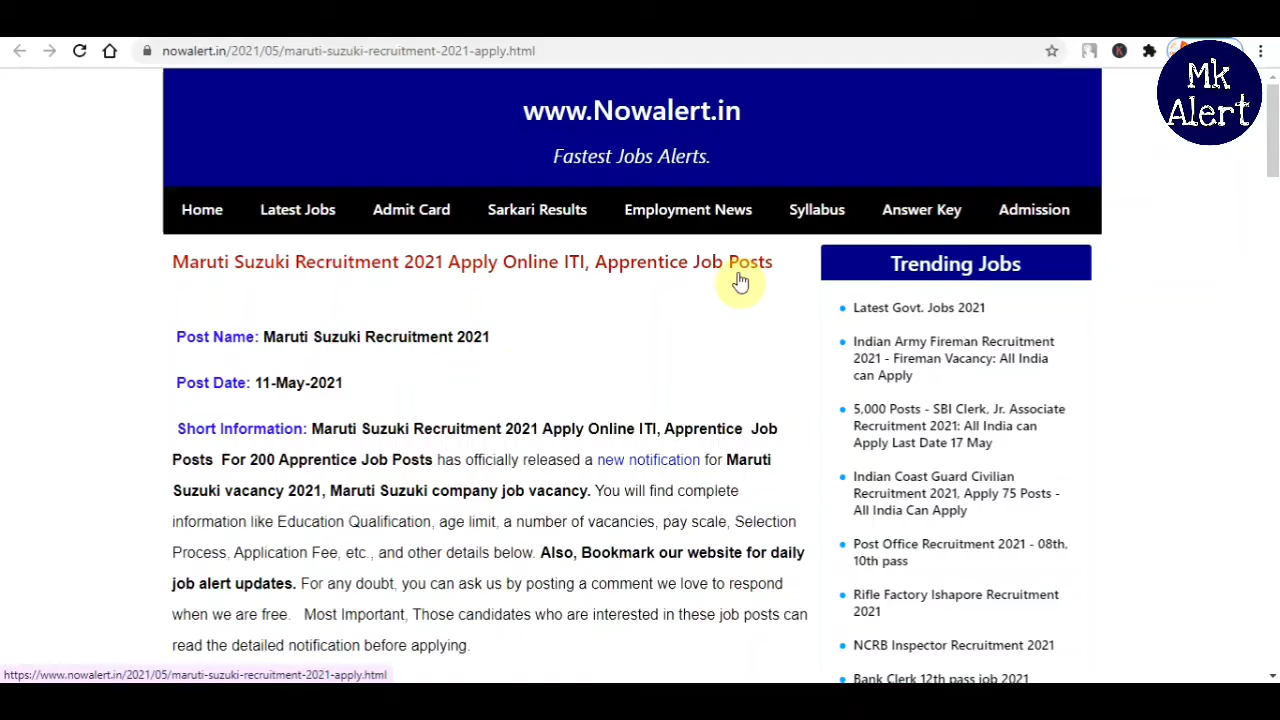 nowalert.in/2021/05/maruti-suzuki-recruitment-2021-apply.html
Mk
Alert
www.Nowalert.in
Fastest Jobs Alerts.
Home Latest Jobs Admit Card Sarkari Results Employment News Syllabus Answer Key Admission
Maruti Suzuki Recruitment 2021 Apply Online ITI, Apprentice Job Posts
Post Name: Maruti Suzuki Recruitment 2021
Post Date: 11-May-2021
Short Information: Maruti Suzuki Recruitment 2021 Apply Online ITI, Apprentice Job
Posts For 200 Apprentice Job Posts has officially released a new notification for Maruti
Suzuki vacancy 2021, Maruti Suzuki company job vacancy. You will find complete
information like Education Qualification, age limit, a number of vacancies, pay scale, Selection
Process, Application Fee, etc., and other details below. Also, Bookmark our website for daily
job alert updates. For any doubt, you can ask us by posting a comment we love to respond
when we are free. Most Important, Those candidates who are interested in these job posts can
read the detailed notification before applying.
Trending Jobs
Latest Govt. Jobs 2021
Indian Army Fireman Recruitment
2021 - Fireman Vacancy: All India
can Apply
5,000 Posts - SBI Clerk, Jr. Associate
Recruitment 2021: All India can
Apply Last Date 17 May
Indian Coast Guard Civilian
Recruitment 2021, Apply 75 Posts -
All India Can Apply
Post Office Recruitment 2021 - 08th,
10th pass
Rifle Factory Ishapore Recruitment
2021
NCRB Inspector Recruitment 2021
Bank Clerk 12th pass job 2021
https://www.nowalert.in/2021/05/maruti-suzuki-recruitment-2021-apply.html